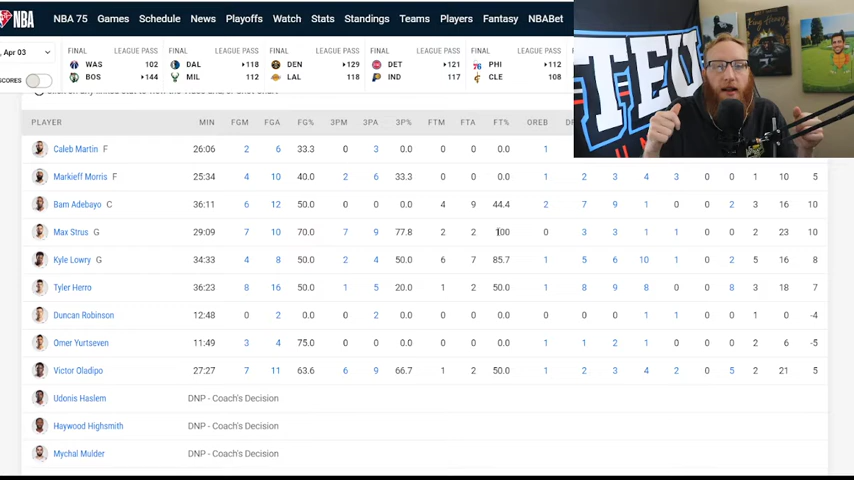 NBA
NBA 75 Games Schedule News Playoffs Watch Stats Standings Teams Players Fantasy NBABet
, Apr 03
SCORES
FINAL LEAGUE PASS FINAL LEAGUE PASS FINAL LEAGUE PASS FINAL LEAGUE PASS FINAL
WAS 102 DAL 118 DEN 129 DET 121 PHI 112
BOS 144 MIL 112 LAL 118 IND 117 CLE 108
TEU
PLAYER MIN FGM FGA FG% 3PM 3PA 3P% FTM FTA FT% OREB
Caleb Martin F 26:06 2 6 33.3 0 3 0.0 0 0 0.0 1
Markieff Morris F 25:34 4 10 40.0 2 6 33.3 0 0 0.0 1 2 3 4 3 0 0 1 10 5
Bam Adebayo C 36:11 6 12 50.0 0 0 0.0 4 9 44.4 2 7 9 1 0 0 2 3 16 10
Max Strus G 29:09 7 10 70.0 7 9 77.8 2 2 100 0 3 3 1 1 0 0 2 23 10
Kyle Lowry G 34:33 4 8 50.0 2 4 50.0 6 7 85.7 1 5 6 10 1 0 2 5 16 8
Tyler Herro 36:23 8 16 50.0 1 5 20.0 1 2 50.0 1 8 9 8 0 0 8 3 18 7
Duncan Robinson 12:48 0 2 0.0 0 2 0.0 0 0 0.0 0 0 0 1 1 0 0 1 0 -4
Omer Yurtseven 11:49 3 4 75.0 0 0 0.0 0 0 0.0 1 1 2 1 0 0 0 2 6 -5
Victor Oladipo 27:27 7 11 63.6 6 9 66.7 1 2 50.0 1 2 3 4 2 0 5 2 21 5
Udonis Haslem DNP - Coach's Decision
Haywood Highsmith DNP - Coach's Decision
Mychal Mulder DNP - Coach's Decision